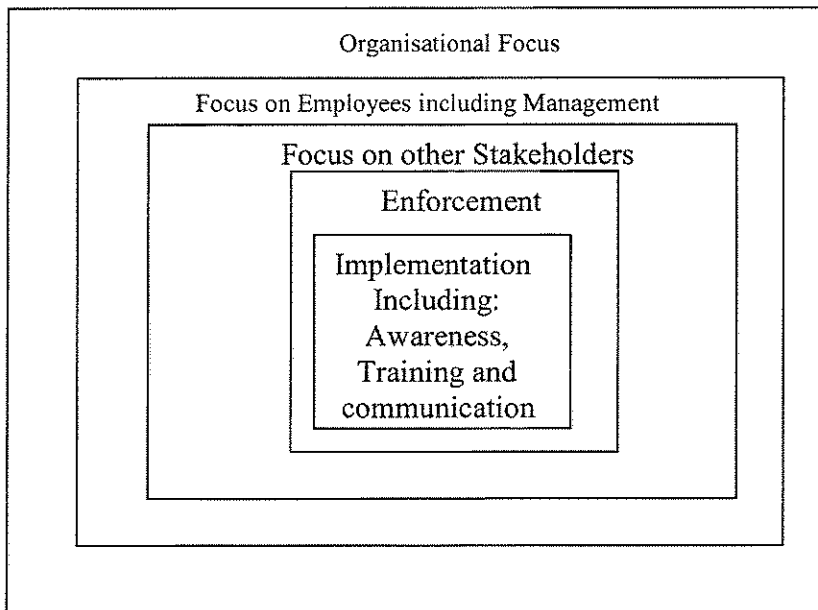 Organisational Focus
Focus on Employees including Management
Focus on other Stakeholders
Enforcement
Implementation
Including:
Awareness,
Training and
communication